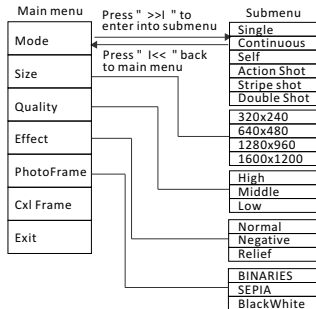 Main menu
Mode
Size
Quality
Effect
PhotoFrame
Cxl Frame
Exit
Press " >>I " to
enter into submenu
Press " I<< " back
to main menu
Submenu
Single
Continuous
Self
Action Shot
Stripe shot
Double Shot
320x240
640x480
1280x960
1600x1200
High
Middle
Low
Normal
Negative
Relief
BINARIES
SEPIA
BlackWhite